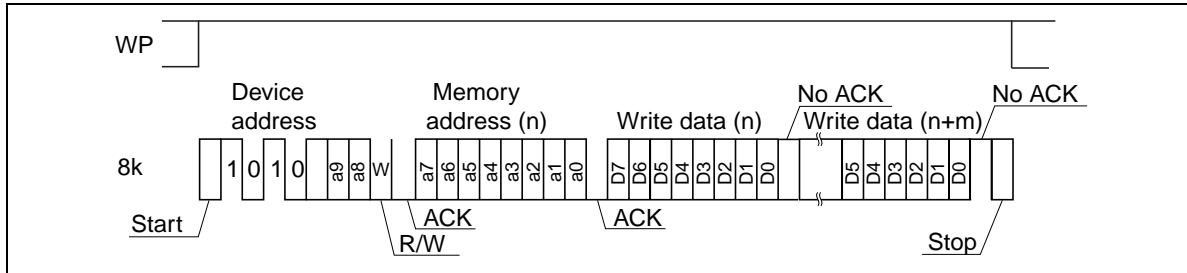 WP
Device
address
Memory
address (n)
No ACK
No ACK
Write data (n)
Write data (n+m)
8k
1 0 1 0 a9 a8 W a7 a6 a5 a4 a3 a2 a1 a0 D7 D6 D5 D4 D3 D2 D1 D0 D5 D4 D3 D2 D1 D0
Start
ACK
ACK
Stop
R/W